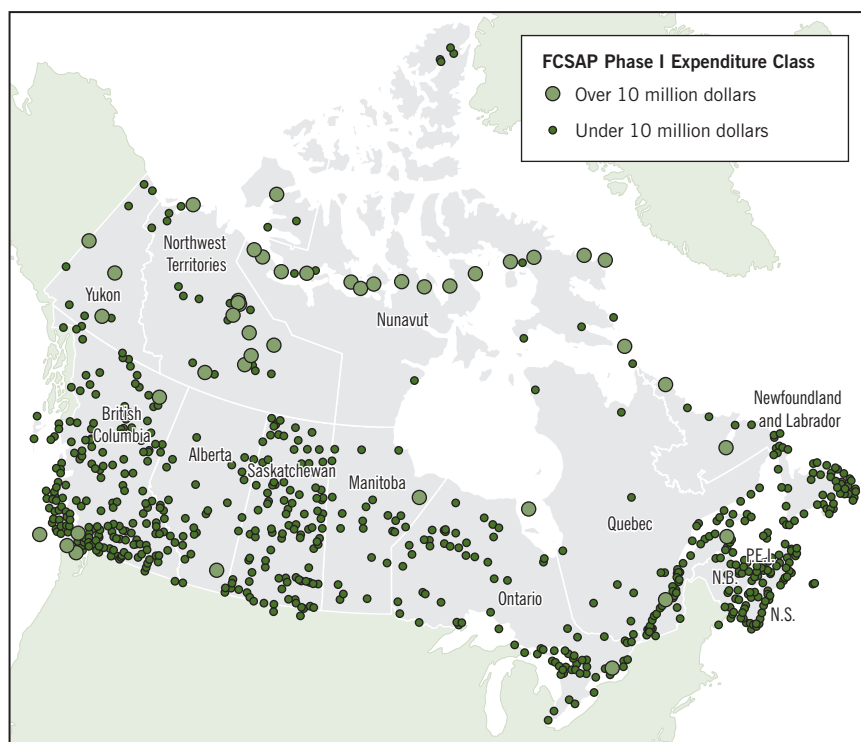 FCSAP Phase I Expenditure Class
Over 10 million dollars
Under 10 million dollars
Northwest
Territories
Yukon
Nunavut
Newfoundland
and Labrador
British
Columbia
Alberta
Saskatchewan
Manitoba
Quebec
Ontario
P.E.I.
N.B.
N.S.